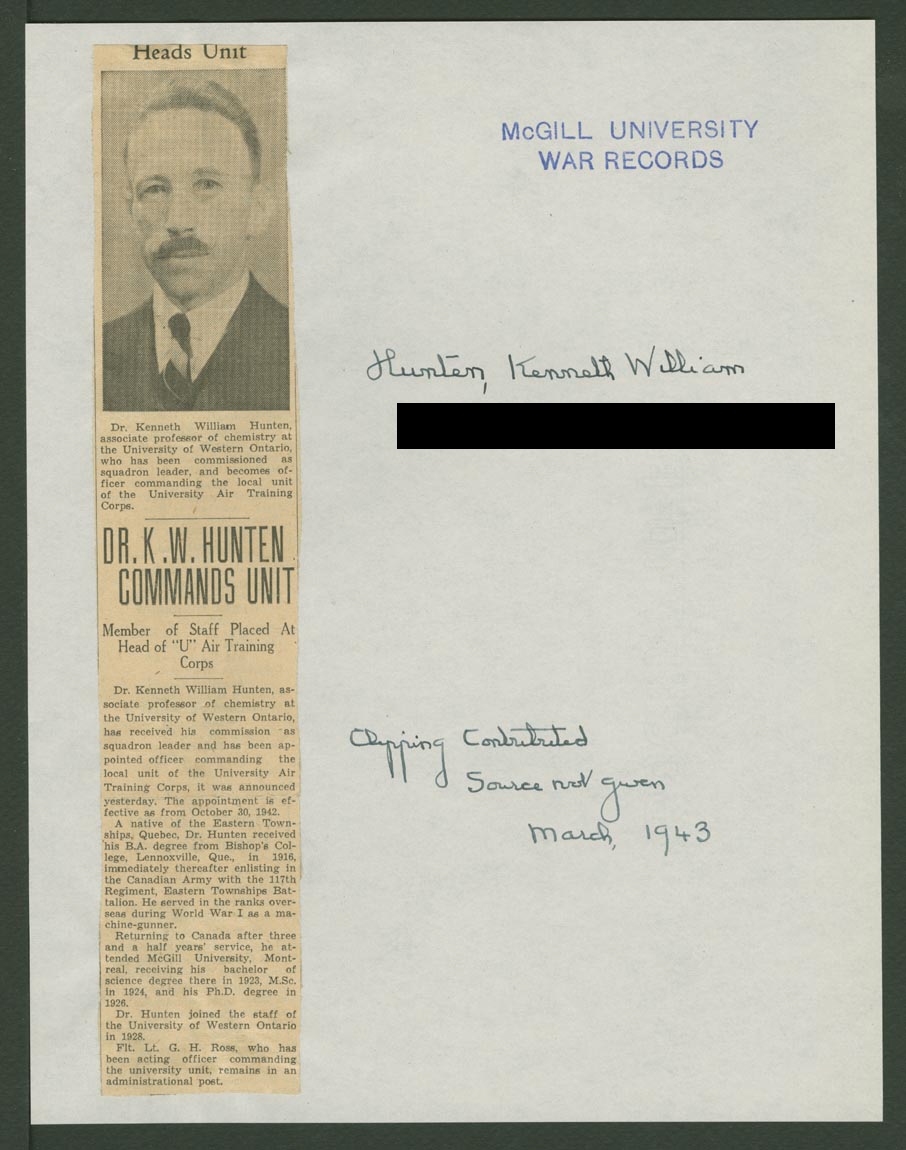 Heads Unit
Dr. Kenneth William Hunten,
associate professor of chemistry at
the University of Western Ontario,
who has been commissioned as
squadron leader, and becomes of-
ficer commanding the local unit
of the University Air Training
Corps.
DR. K. W. HUNTEN
COMMANDS UNIT
Member of Staff Placed At
Head of "U" Air Training
Corps
Dr. Kenneth William Hunten, as-
sociate professor of chemistry at
the University of Western Ontario,
has received his commission as
squadron leader and has been ap-
pointed officer commanding the
local unit of the University Air
Training Corps, it was announced
yesterday. The appointment is ef-
fective as from October 30, 1942.
A native of the Eastern Town-
ships, Quebec, Dr. Hunten received
his B.A. degree from Bishop's Col-
lege, Lennoxville, Que., in 1916,
immediately thereafter enlisting in
the Canadian Army with the 117th
Regiment, Eastern Townships Bat-
talion. He served in the ranks over-
seas during World War I as a ma-
chine-gunner.
Returning to Canada after three
and a half years' service, he at-
tended McGill University, Mont-
real, receiving his bachelor of
science degree there in 1923, M.Sc.
in 1924, and his Ph.D. degree in
1926.
Dr. Hunten joined the staff of
the University of Western Ontario
in 1928.
Flt. Lt. G. H. Ross, who has
been acting officer commanding
the university unit, remains in an
administrational post.
McGILL UNIVERSITY
WAR RECORDS
Hunten, Kenneth William
Clipping Contributed
Source not given
March, 1943